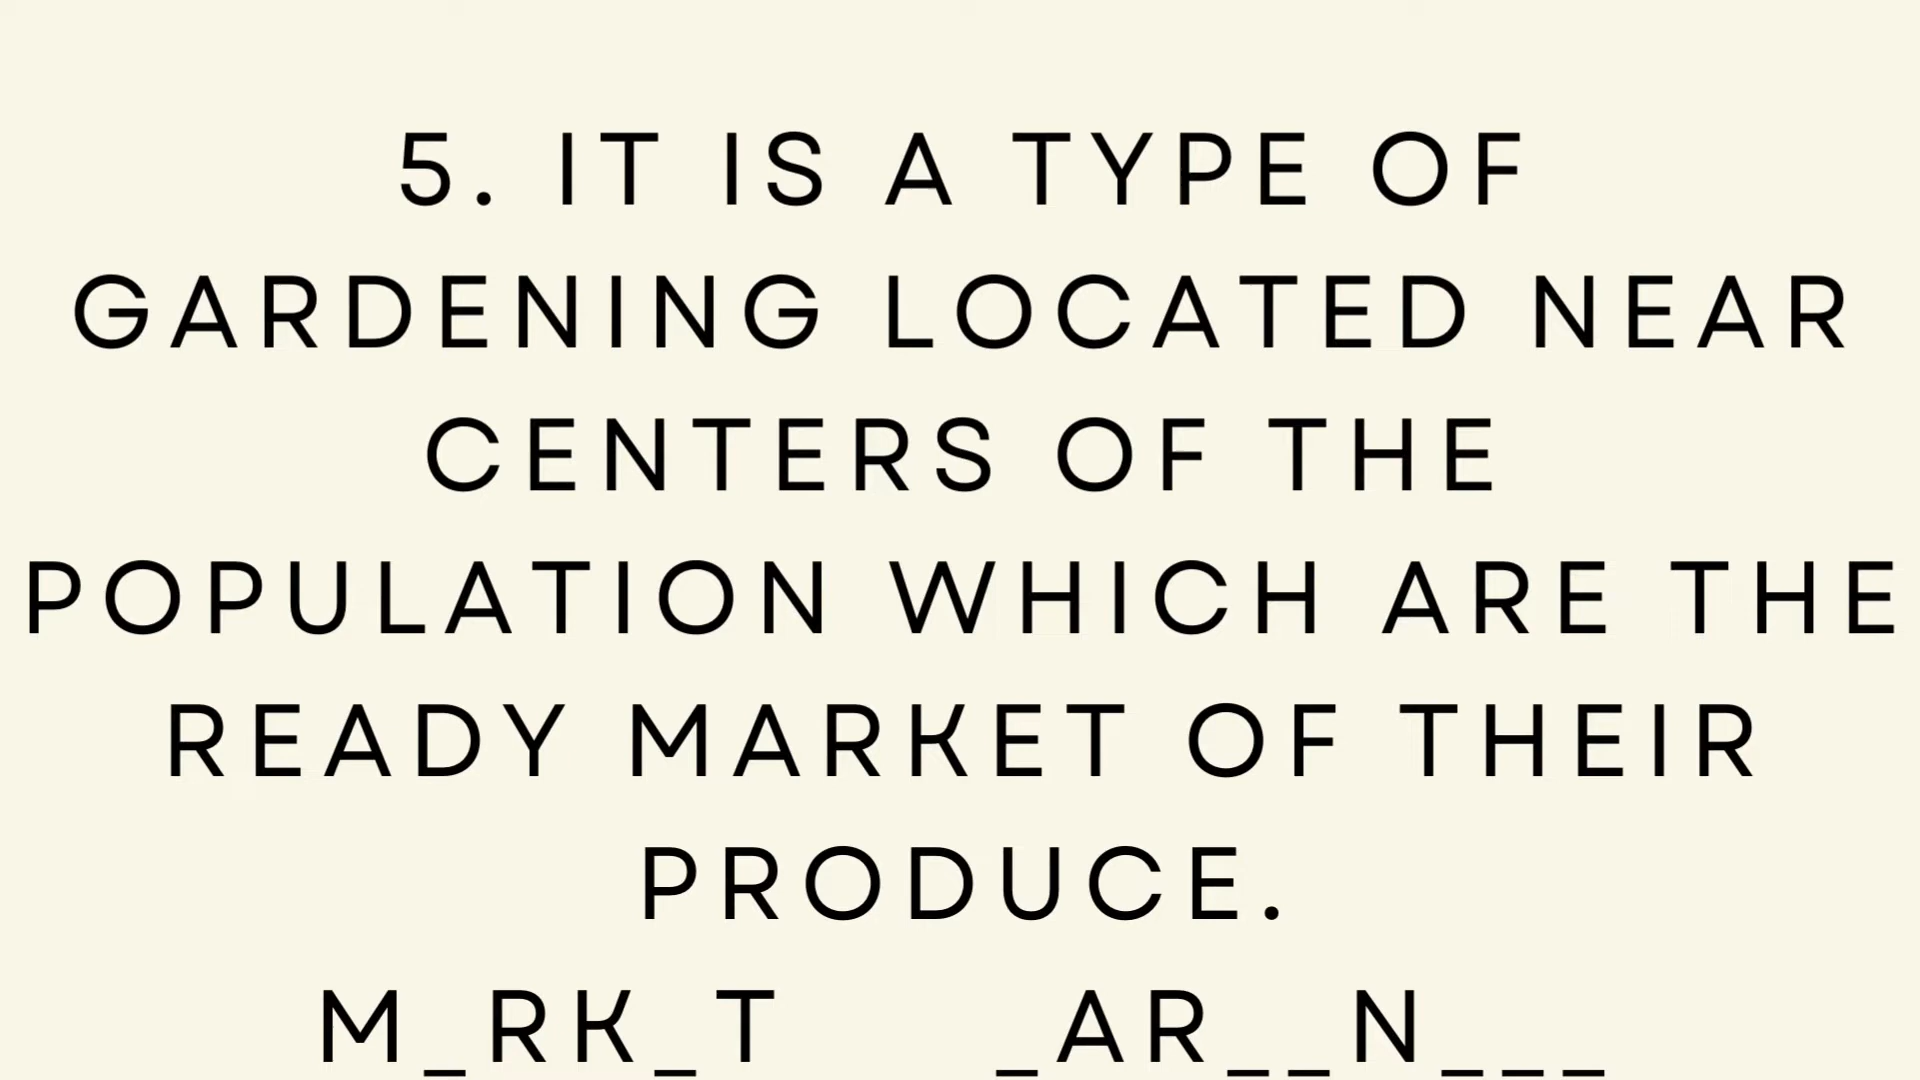 5. IT IS A TYPE OF
GARDENING LOCATED NEAR
CENTERS OF THE
POPULATION WHICH ARE THE
READY MARKET OF THEIR
PRODUCE.
M_RK_T _AR__N___